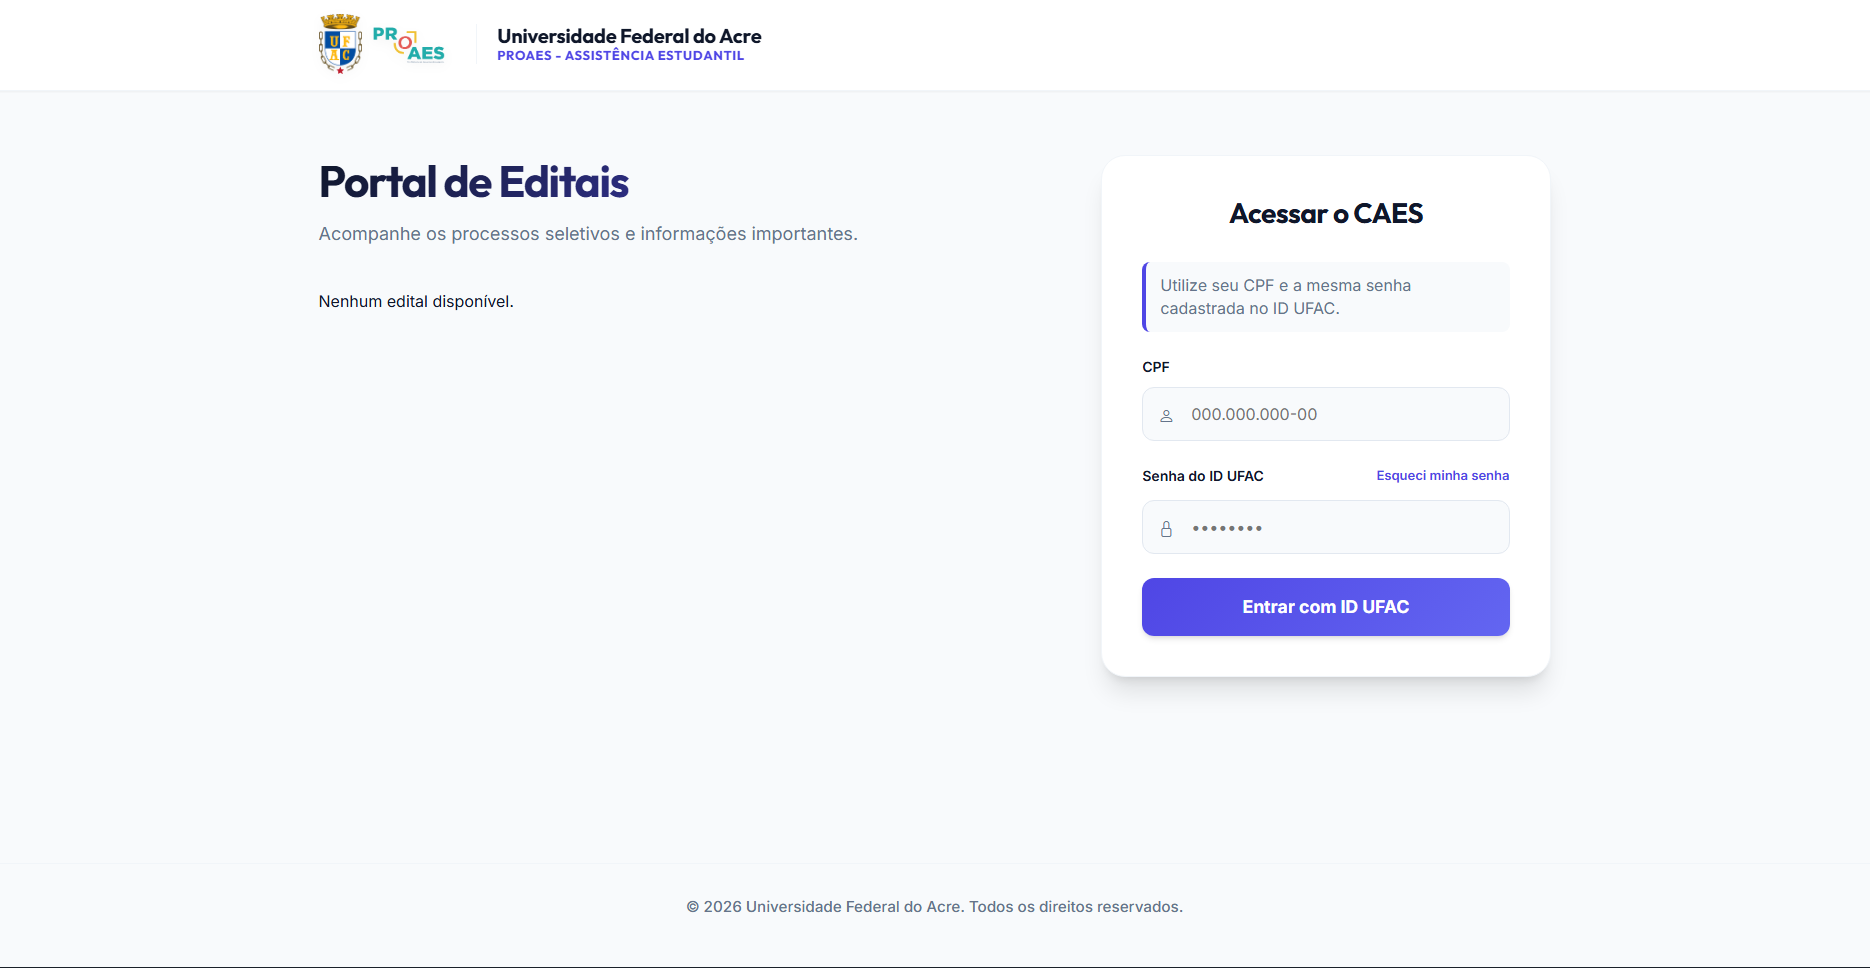 UFAC
PROAES
Universidade Federal do Acre
PROAES - ASSISTÊNCIA ESTUDANTIL
Portal de Editais
Acompanhe os processos seletivos e informações importantes.
Nenhum edital disponível.
Acessar o CAES
Utilize seu CPF e a mesma senha
cadastrada no ID UFAC.
CPF
000.000.000-00
Senha do ID UFAC
Esqueci minha senha
••••••••
Entrar com ID UFAC
© 2026 Universidade Federal do Acre. Todos os direitos reservados.